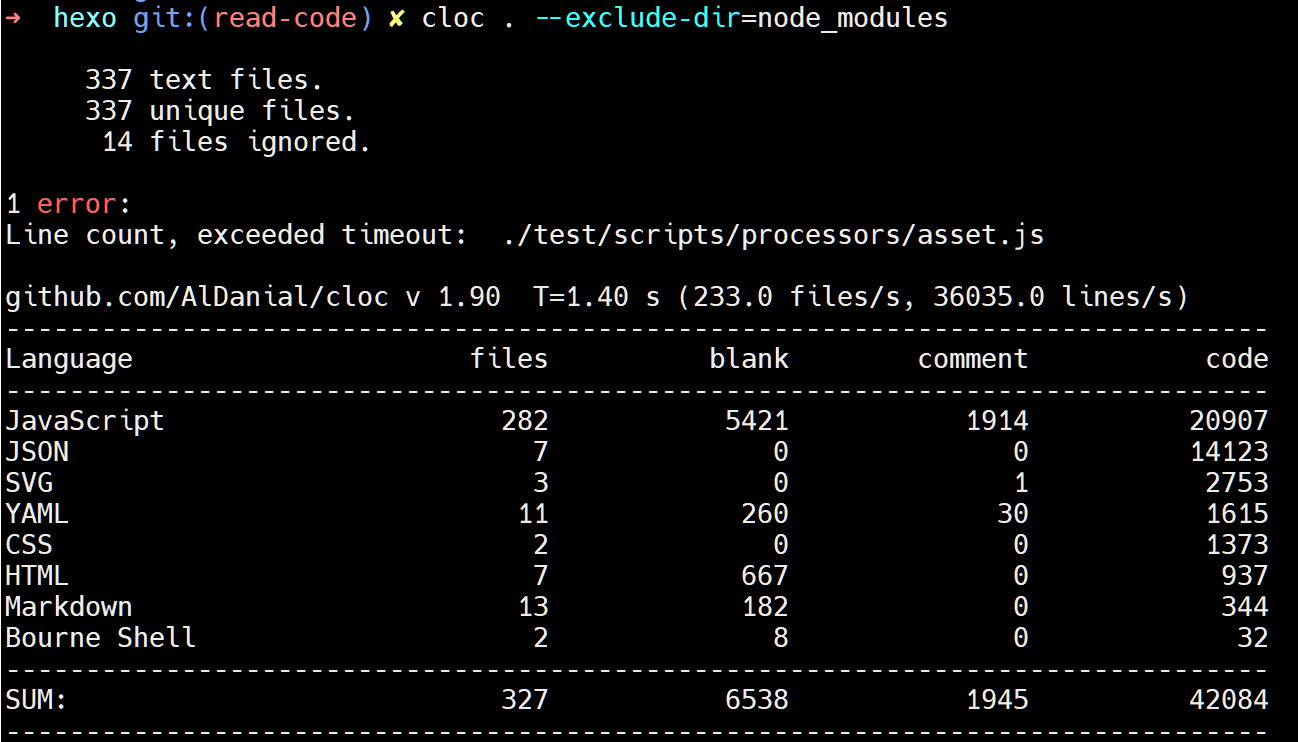 ➜  hexo git:(read-code) ✘ cloc . --exclude-dir=node_modules
     337 text files.
     337 unique files.
      14 files ignored.
1 error:
Line count, exceeded timeout:  ./test/scripts/processors/asset.js
github.com/AlDanial/cloc v 1.90  T=1.40 s (233.0 files/s, 36035.0 lines/s)
-------------------------------------------------------------------------------
Language                     files          blank        comment           code
-------------------------------------------------------------------------------
JavaScript                     282           5421           1914          20907
JSON                             7              0              0          14123
SVG                              3              0              1           2753
YAML                            11            260             30           1615
CSS                              2              0              0           1373
HTML                             7            667              0            937
Markdown                        13            182              0            344
Bourne Shell                     2              8              0             32
-------------------------------------------------------------------------------
SUM:                           327           6538           1945          42084
-------------------------------------------------------------------------------